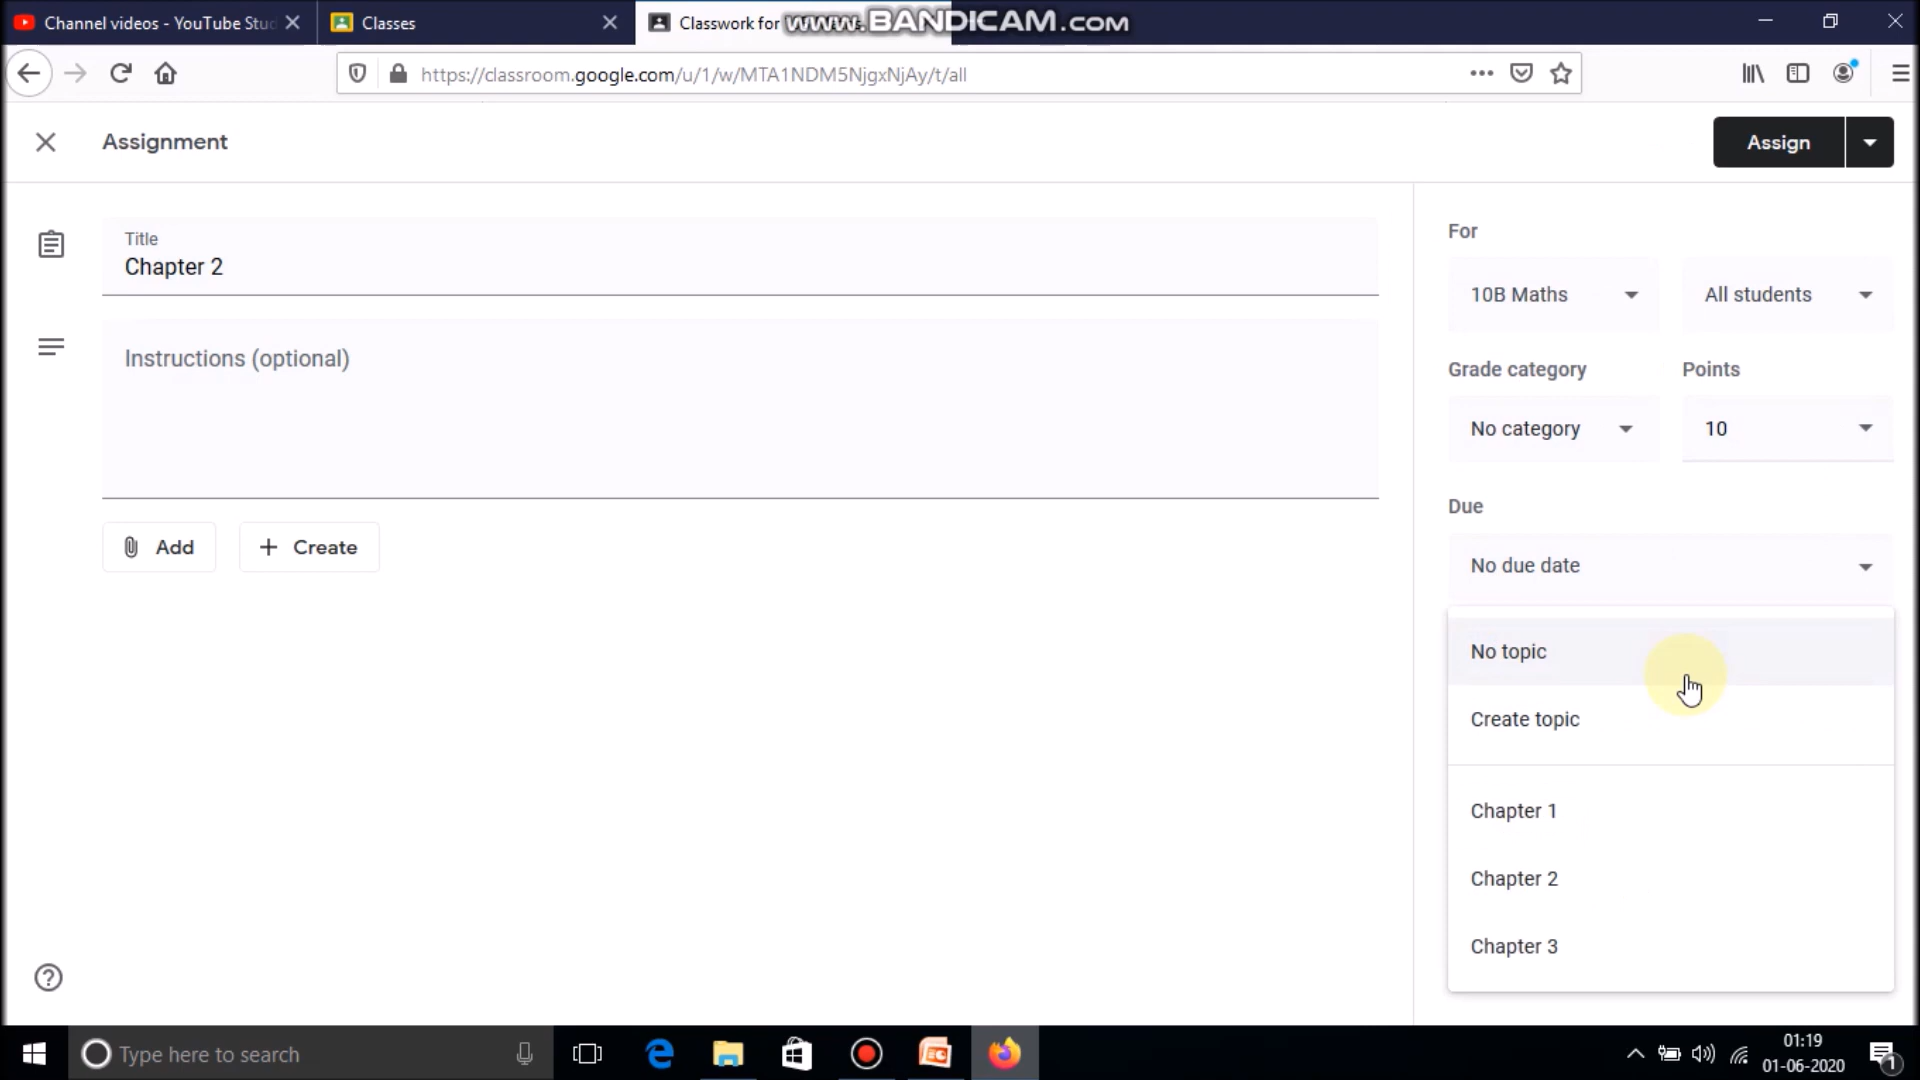 Channel videos - YouTube Stud
Classes
Classwork for
www.BANDICAM.com
https://classroom.google.com/u/1/w/MTA1NDM5NjgxNjAy/t/all
Assignment
Assign
Title
Chapter 2
Instructions (optional)
Add
Create
For
10B Maths
All students
Grade category
Points
No category
10
Due
No due date
No topic
Create topic
Chapter 1
Chapter 2
Chapter 3
Type here to search
01:19
01-06-2020
1